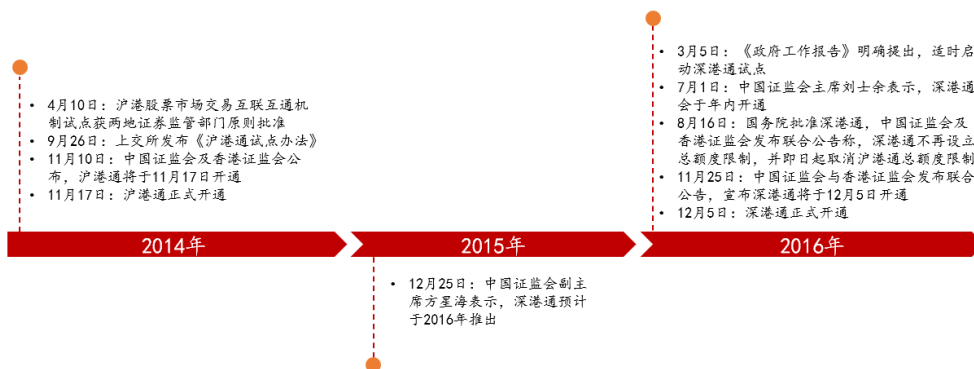 • 4月10日：沪港股票市场交易互联互通机
制试点获两地证券监管部门原则批准
• 9月26日：上交所发布《沪港通试点办法》
• 11月10日：中国证监会及香港证监会公
布，沪港通将于11月17日开通
• 11月17日：沪港通正式开通
• 3月5日：《政府工作报告》明确提出，适时启
动深港通试点
• 7月1日：中国证监会主席刘士余表示，深港通
会于年内开通
• 8月16日：国务院批准深港通，中国证监会及
香港证监会发布联合公告称，深港通不再设立
总额度限制，并即日起取消沪港通总额度限制
• 11月25日：中国证监会与香港证监会发布联合
公告，宣布深港通将于12月5日开通
• 12月5日：深港通正式开通
2014年
2015年
2016年
• 12月25日：中国证监会副主
席方星海表示，深港通预计
于2016年推出